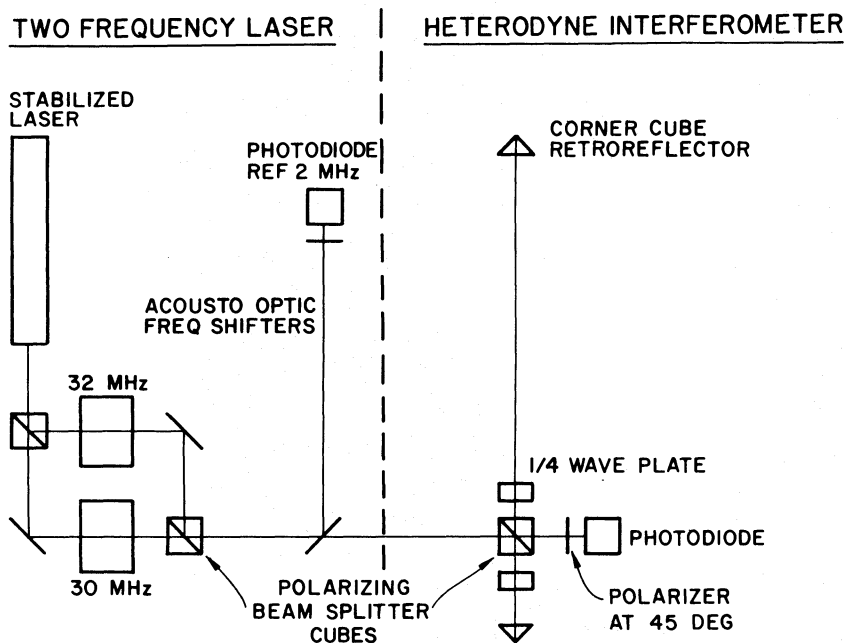 TWO FREQUENCY LASER
HETERODYNE INTERFEROMETER
STABILIZED
LASER
PHOTODIODE
REF 2 MHz
CORNER CUBE
RETROREFLECTOR
ACOUSTO OPTIC
FREQ SHIFTERS
32 MHz
1/4 WAVE PLATE
PHOTODIODE
30 MHz
POLARIZING
BEAM SPLITTER
CUBES
POLARIZER
AT 45 DEG